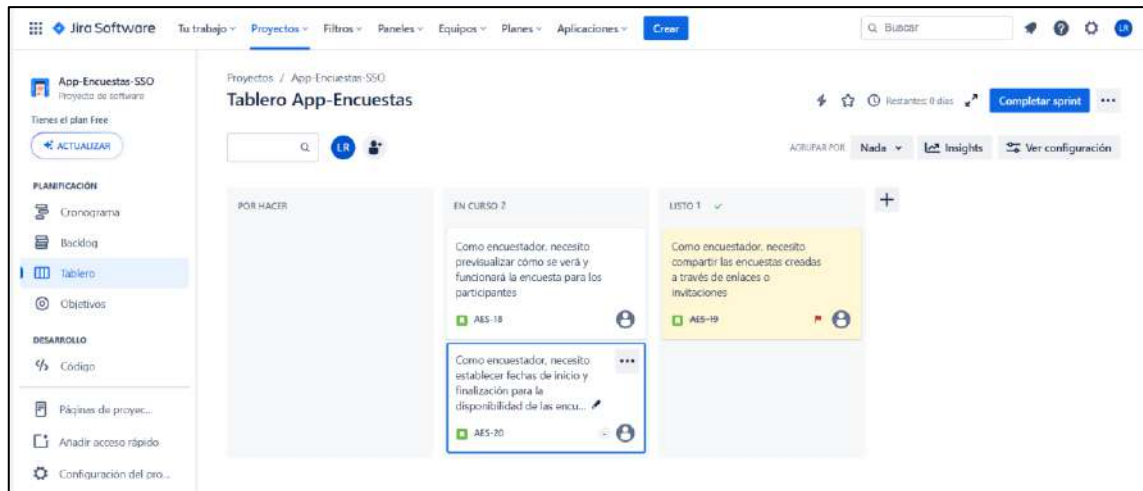 Jira Software Tu trabajo Proyectos Filtros Paneles Equipos Planes Aplicaciones Crear Buscar LR
App-Encuestas-SSO
Proyecto de software
Tienes el plan Free
ACTUALIZAR
PLANIFICACIÓN
Cronograma
Backlog
Tablero
Objetivos
DESARROLLO
Código
Páginas de proyec...
Añadir acceso rápido
Configuración del pro...
Proyectos / App-Encuestas-SSO
Tablero App-Encuestas
Restantes: 0 días Completar sprint
LR
AGRUPAR POR Nada Insights Ver configuración
POR HACER
EN CURSO 2
Como encuestador, necesito
previsualizar cómo se verá y
funcionará la encuesta para los
participantes
AES-18
Como encuestador, necesito
establecer fechas de inicio y
finalización para la
disponibilidad de las encu...
AES-20
LISTO 1
Como encuestador, necesito
compartir las encuestas creadas
a través de enlaces o
invitaciones
AES-19